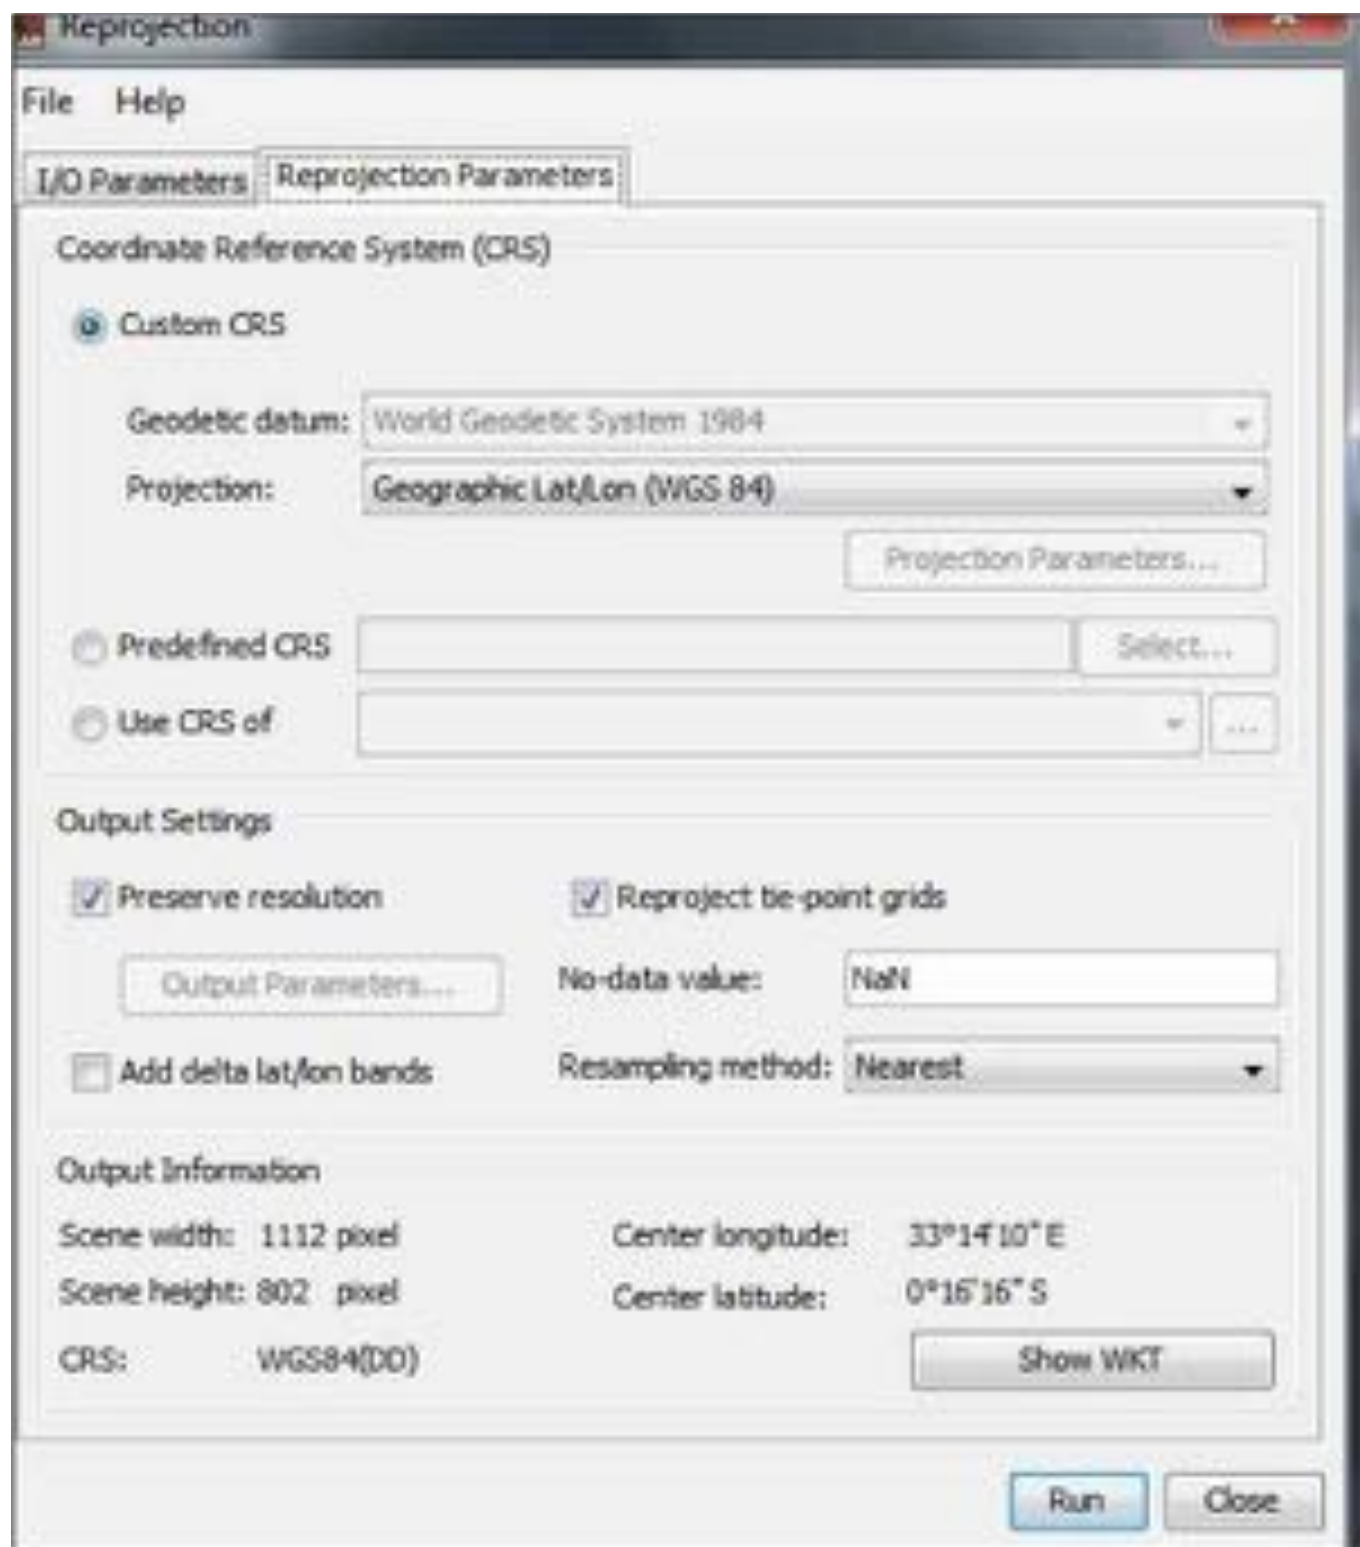 Reprojection
File Help
I/O Parameters Reprojection Parameters
Coordinate Reference System (CRS)
Custom CRS
Geodetic datum: World Geodetic System 1984
Projection: Geographic Lat/Lon (WGS 84)
Projection Parameters...
Predefined CRS Select...
Use CRS of ...
Output Settings
Preserve resolution Reproject tie-point grids
Output Parameters... No-data value: NaN
Add delta lat/lon bands Resampling method: Nearest
Output Information
Scene width: 1112 pixel Center longitude: 33°14'10" E
Scene height: 802 pixel Center latitude: 0°16'16" S
CRS: WGS84(DD) Show WKT
Run Close